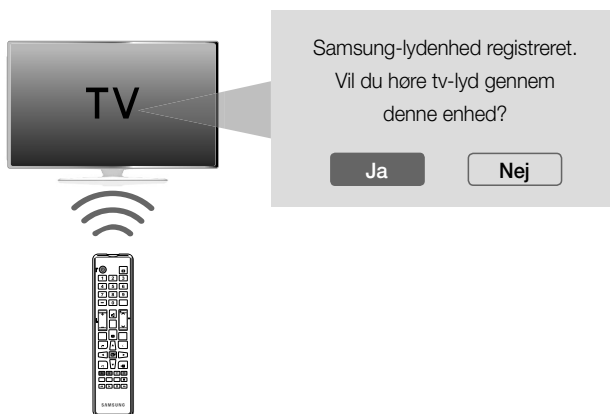 TV
Samsung-lydenhed registreret.
Vil du høre tv-lyd gennem
denne enhed?
Ja
Nej
SAMSUNG